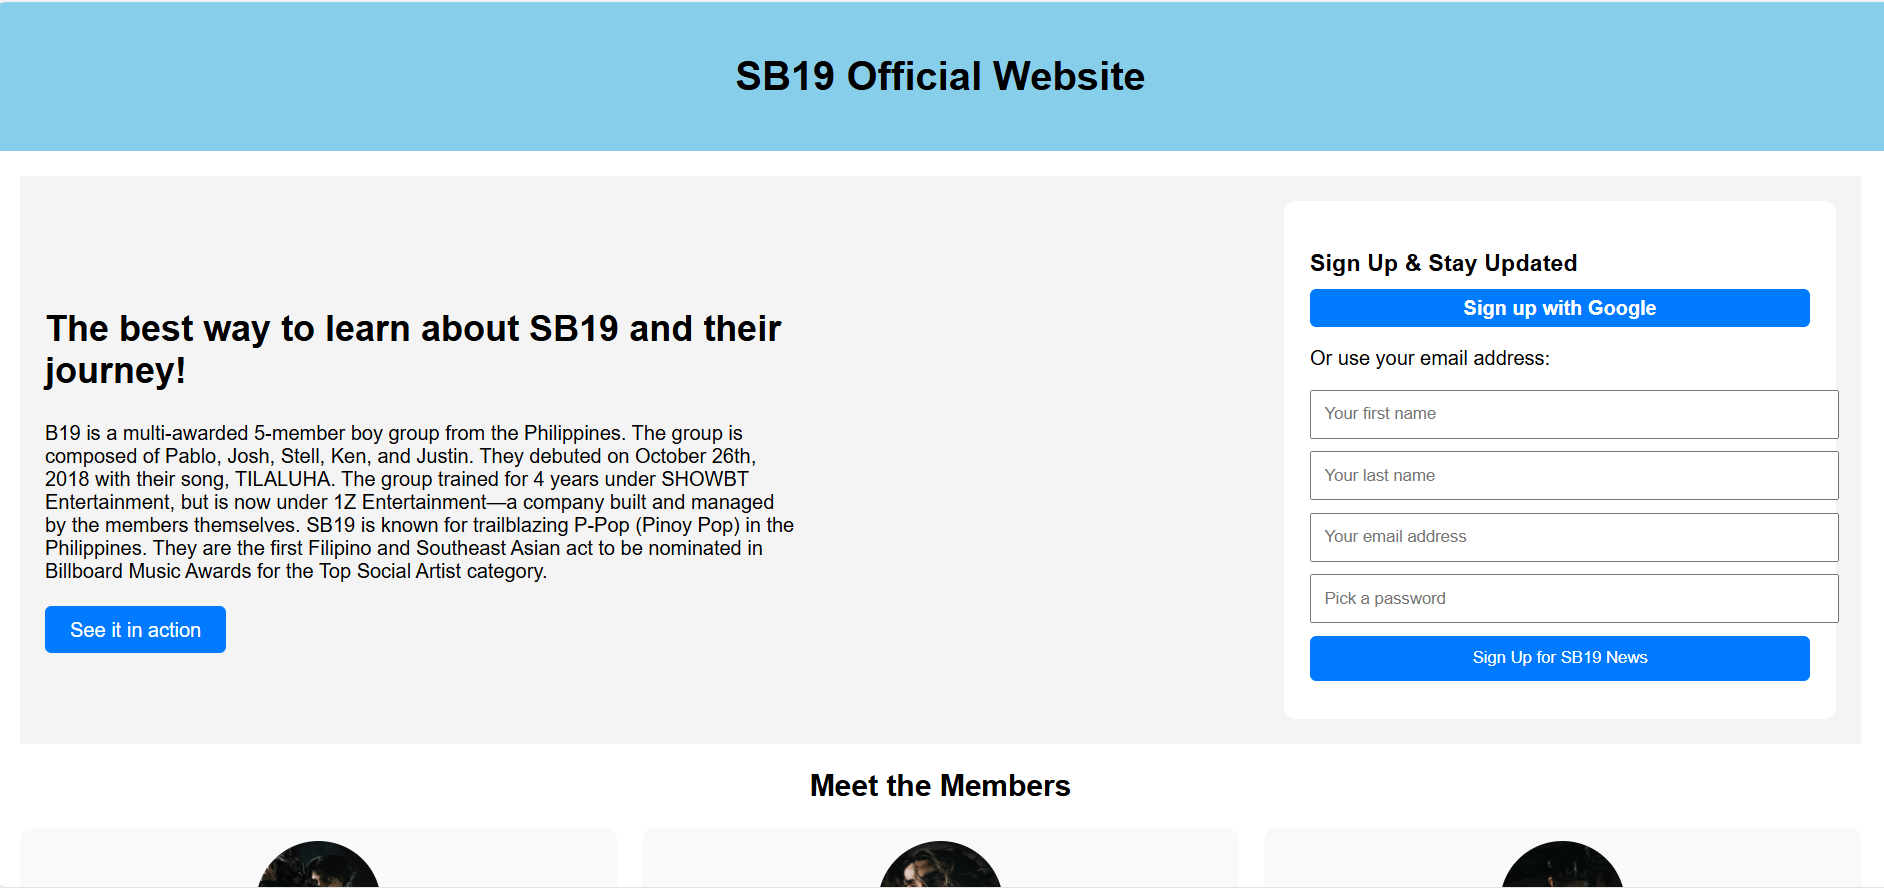 SB19 Official Website
The best way to learn about SB19 and their
journey!
B19 is a multi-awarded 5-member boy group from the Philippines. The group is
composed of Pablo, Josh, Stell, Ken, and Justin. They debuted on October 26th,
2018 with their song, TILALUHA. The group trained for 4 years under SHOWBT
Entertainment, but is now under 1Z Entertainment—a company built and managed
by the members themselves. SB19 is known for trailblazing P-Pop (Pinoy Pop) in the
Philippines. They are the first Filipino and Southeast Asian act to be nominated in
Billboard Music Awards for the Top Social Artist category.
See it in action
Sign Up & Stay Updated
Sign up with Google
Or use your email address:
Your first name
Your last name
Your email address
Pick a password
Sign Up for SB19 News
Meet the Members